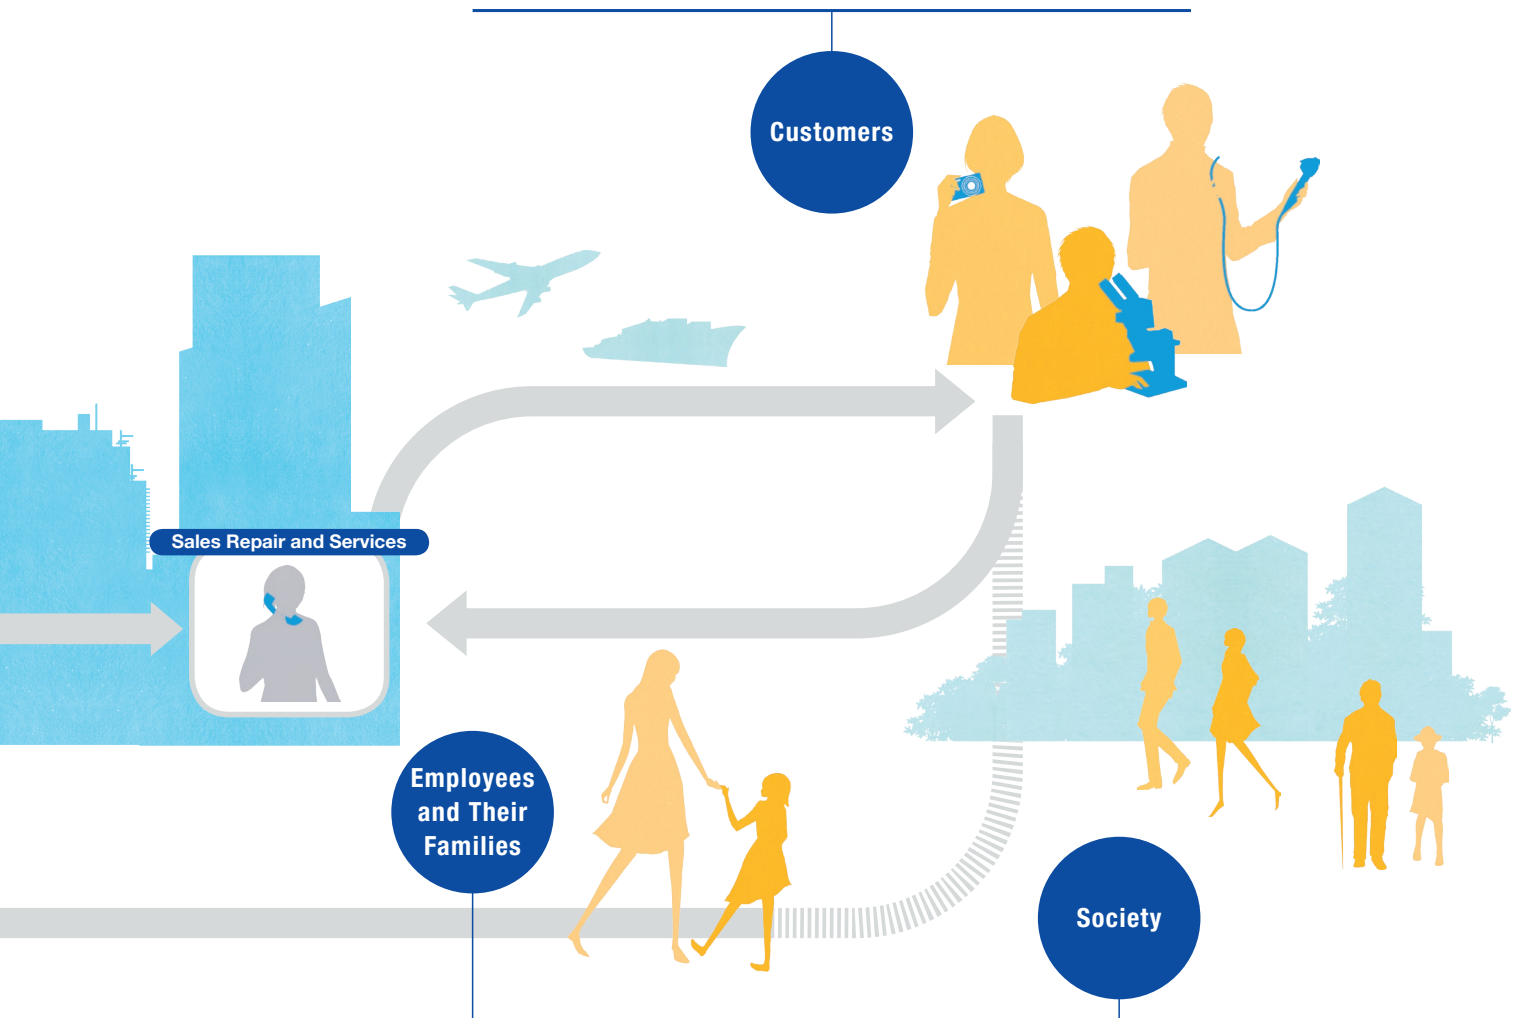 Customers
Sales Repair and Services
Employees
and Their
Families
Society